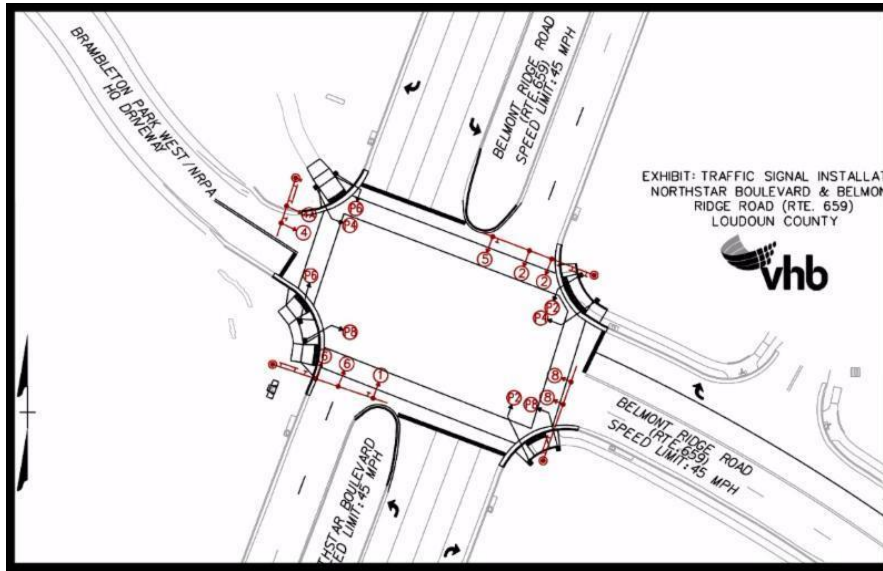 BRAMBLETON PARK WEST/NRPA
HQ DRIVEWAY
BELMONT RIDGE ROAD
(RTE.659)
SPEED LIMIT: 45 MPH
EXHIBIT: TRAFFIC SIGNAL INSTALLAT
NORTHSTAR BOULEVARD & BELMON
RIDGE ROAD (RTE. 659)
LOUDOUN COUNTY
vhb
4
P6
P4
5
2
2
P2
P4
P6
P8
6
1
8
8
P2
P8
BELMONT RIDGE ROAD
(RTE.659)
SPEED LIMIT: 45 MPH
THSTAR BOULEVARD
ED LIMIT: 45 MPH